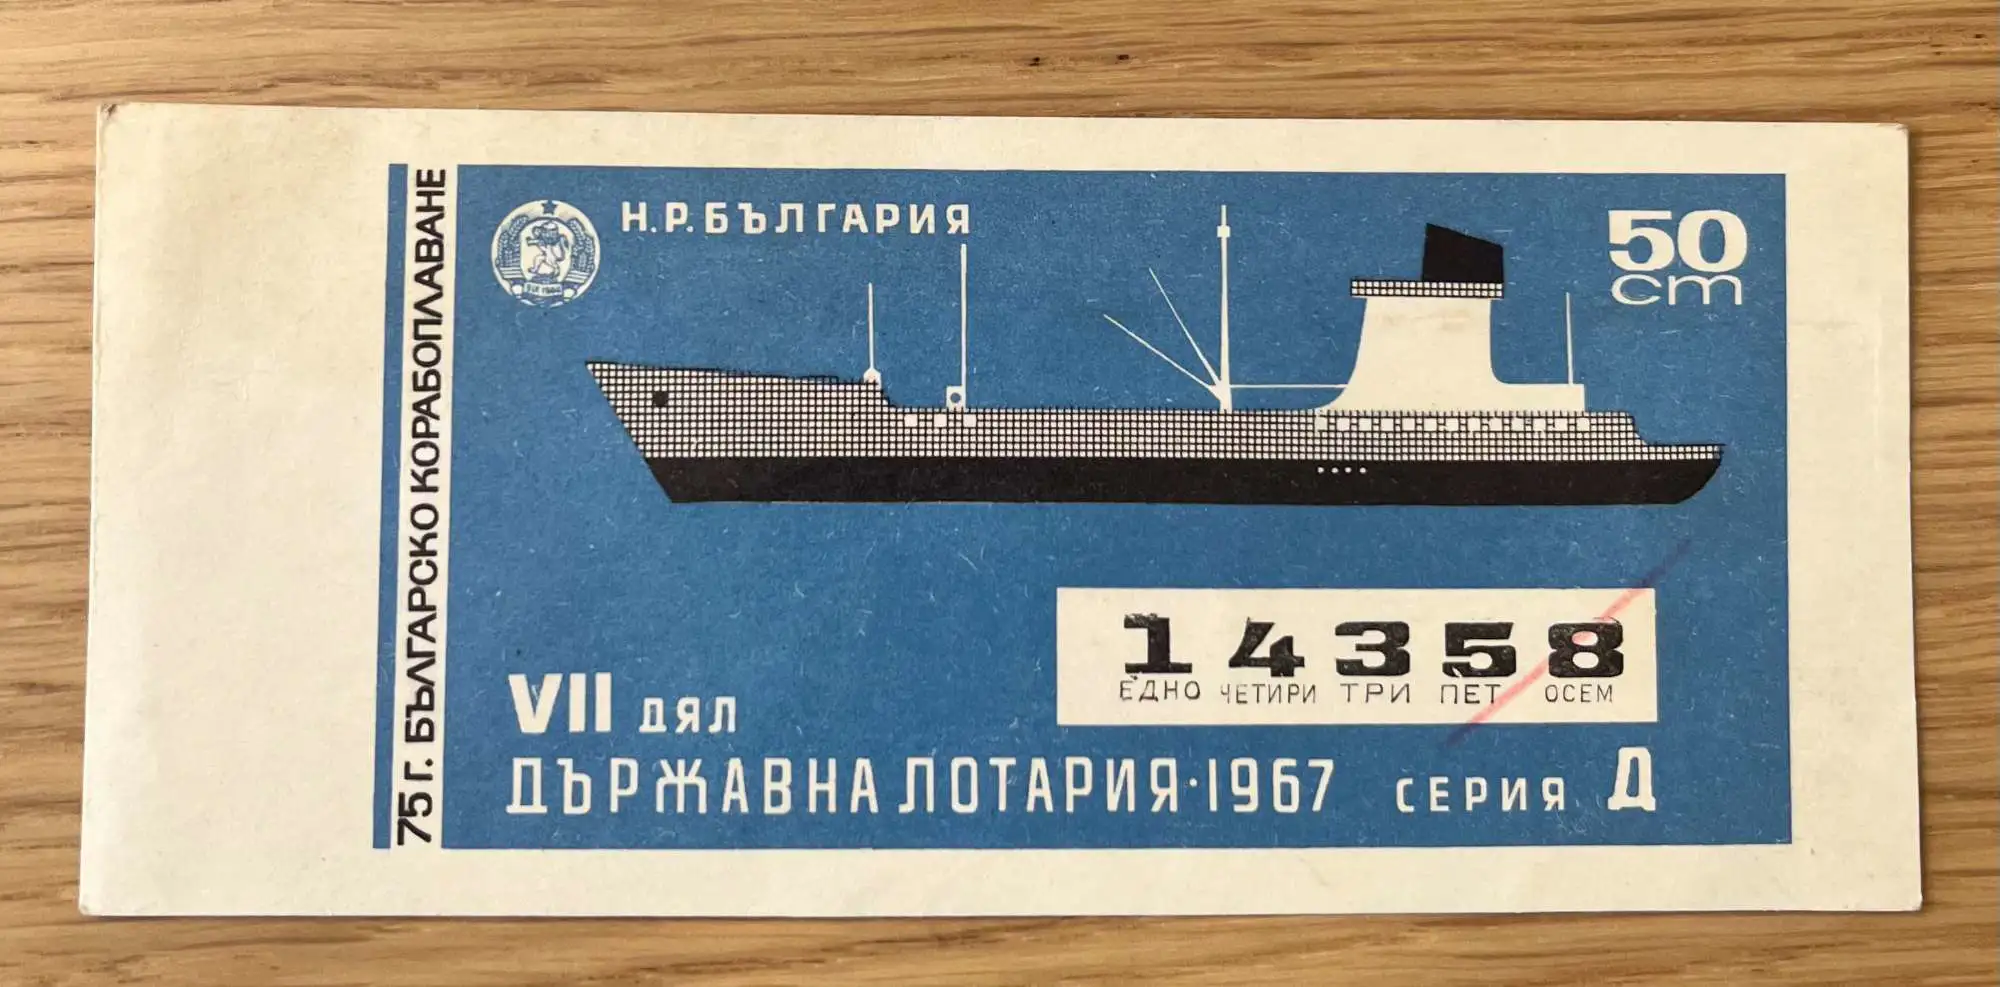 75 Г. БЪЛГАРСКО КОРАБОПЛАВАНЕ
Н.Р.БЪЛГАРИЯ
50
ст
14358
ЕДНО ЧЕТИРИ ТРИ ПЕТ ОСЕМ
VII ДЯЛ
ДЪРЖАВНА ЛОТАРИЯ·1967 СЕРИЯ Д